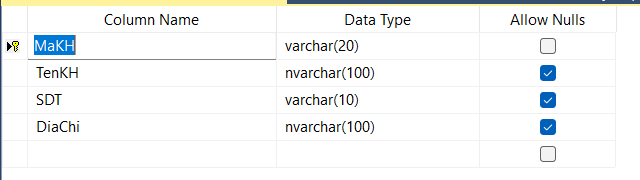 Column Name Data Type Allow Nulls
MaKH varchar(20)
TenKH nvarchar(100)
SDT varchar(10)
DiaChi nvarchar(100)